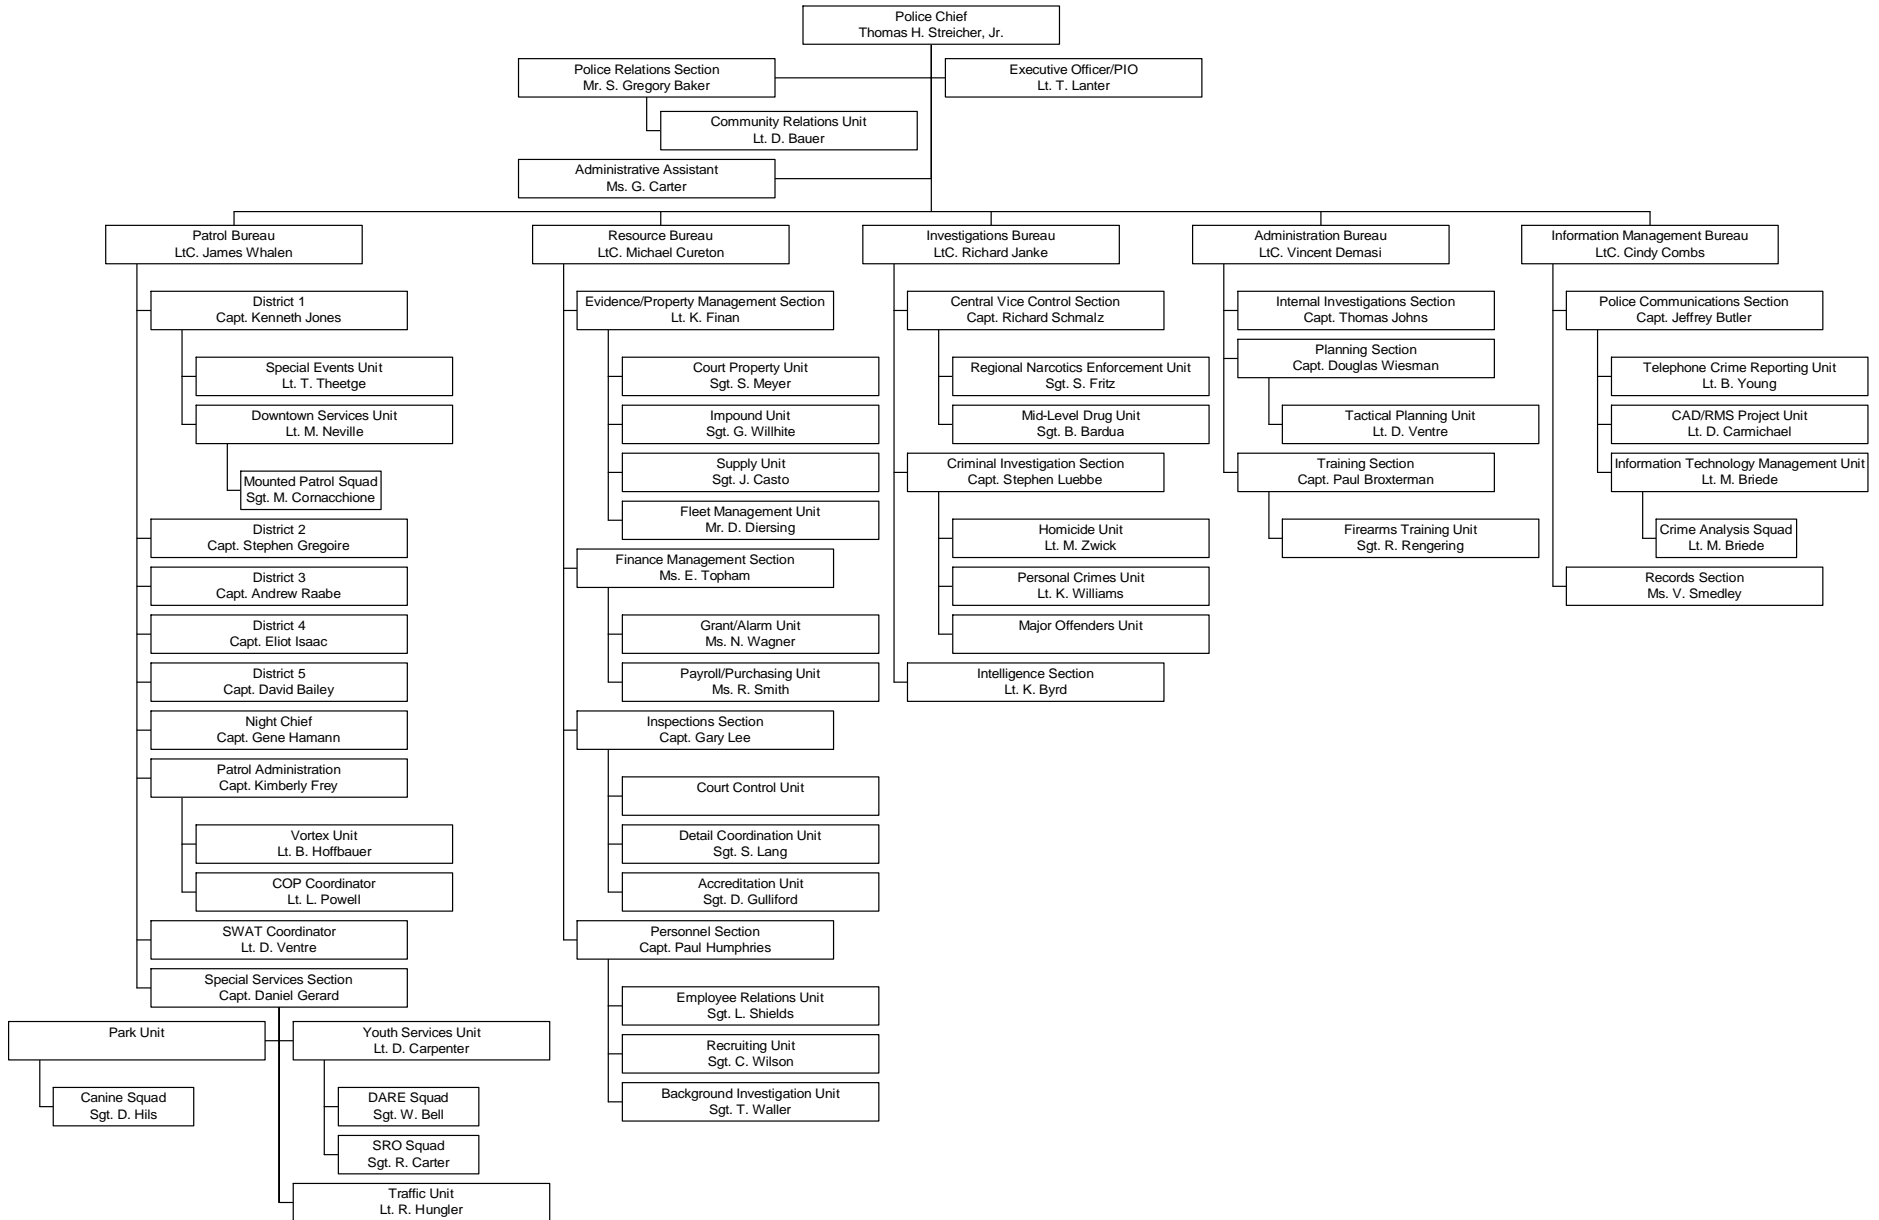 Police Chief
Thomas H. Streicher, Jr.
Police Relations Section
Mr. S. Gregory Baker
Executive Officer/PIO
Lt. T. Lanter
Community Relations Unit
Lt. D. Bauer
Administrative Assistant
Ms. G. Carter
Patrol Bureau
LtC. James Whalen
District 1
Capt. Kenneth Jones
Special Events Unit
Lt. T. Theetge
Downtown Services Unit
Lt. M. Neville
Mounted Patrol Squad
Sgt. M. Cornacchione
District 2
Capt. Stephen Gregoire
District 3
Capt. Andrew Raabe
District 4
Capt. Eliot Isaac
District 5
Capt. David Bailey
Night Chief
Capt. Gene Hamann
Patrol Administration
Capt. Kimberly Frey
Vortex Unit
Lt. B. Hoffbauer
COP Coordinator
Lt. L. Powell
SWAT Coordinator
Lt. D. Ventre
Special Services Section
Capt. Daniel Gerard
Park Unit
Canine Squad
Sgt. D. Hils
Youth Services Unit
Lt. D. Carpenter
DARE Squad
Sgt. W. Bell
SRO Squad
Sgt. R. Carter
Traffic Unit
Lt. R. Hungler
Resource Bureau
LtC. Michael Cureton
Evidence/Property Management Section
Lt. K. Finan
Court Property Unit
Sgt. S. Meyer
Impound Unit
Sgt. G. Willhite
Supply Unit
Sgt. J. Casto
Fleet Management Unit
Mr. D. Diersing
Finance Management Section
Ms. E. Topham
Grant/Alarm Unit
Ms. N. Wagner
Payroll/Purchasing Unit
Ms. R. Smith
Inspections Section
Capt. Gary Lee
Court Control Unit
Detail Coordination Unit
Sgt. S. Lang
Accreditation Unit
Sgt. D. Gulliford
Personnel Section
Capt. Paul Humphries
Employee Relations Unit
Sgt. L. Shields
Recruiting Unit
Sgt. C. Wilson
Background Investigation Unit
Sgt. T. Waller
Investigations Bureau
LtC. Richard Janke
Central Vice Control Section
Capt. Richard Schmalz
Regional Narcotics Enforcement Unit
Sgt. S. Fritz
Mid-Level Drug Unit
Sgt. B. Bardua
Criminal Investigation Section
Capt. Stephen Luebbe
Homicide Unit
Lt. M. Zwick
Personal Crimes Unit
Lt. K. Williams
Major Offenders Unit
Intelligence Section
Lt. K. Byrd
Administration Bureau
LtC. Vincent Demasi
Internal Investigations Section
Capt. Thomas Johns
Planning Section
Capt. Douglas Wiesman
Tactical Planning Unit
Lt. D. Ventre
Training Section
Capt. Paul Broxterman
Firearms Training Unit
Sgt. R. Rengering
Information Management Bureau
LtC. Cindy Combs
Police Communications Section
Capt. Jeffrey Butler
Telephone Crime Reporting Unit
Lt. B. Young
CAD/RMS Project Unit
Lt. D. Carmichael
Information Technology Management Unit
Lt. M. Briede
Crime Analysis Squad
Lt. M. Briede
Records Section
Ms. V. Smedley